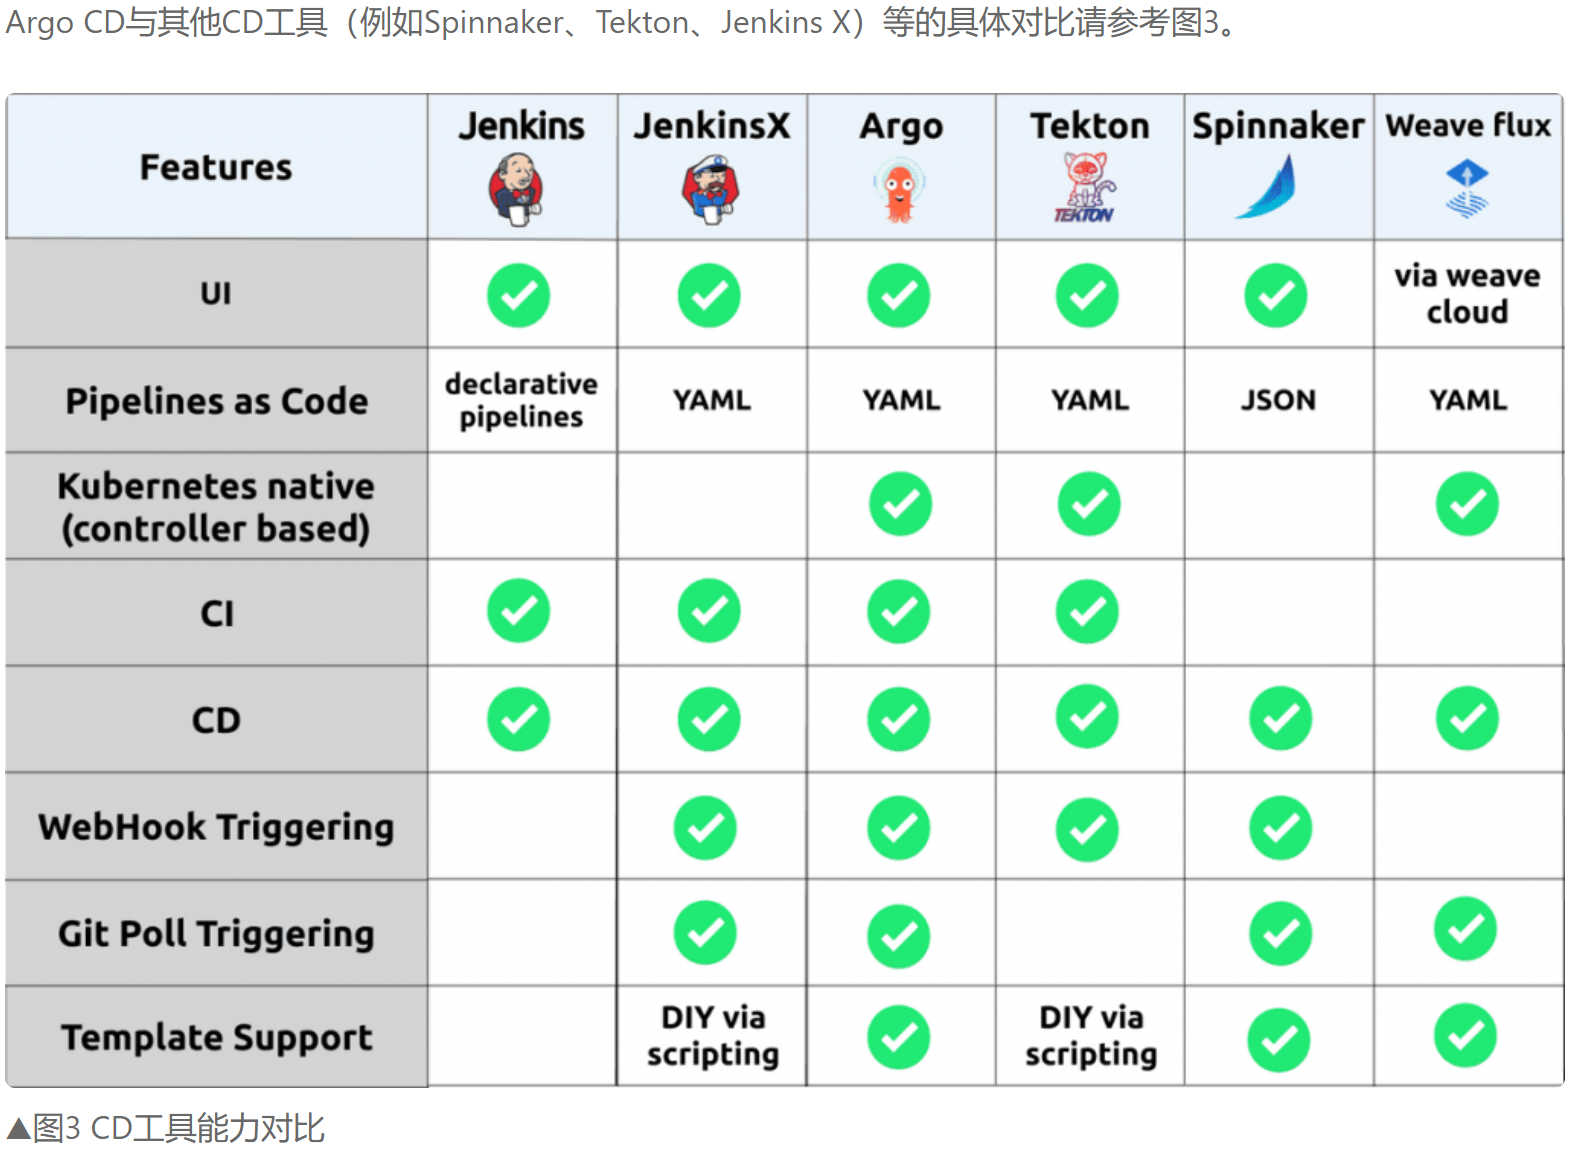 Argo CD与其他CD工具（例如Spinnaker、Tekton、Jenkins X）等的具体对比请参考图3。
Features Jenkins JenkinsX Argo Tekton Spinnaker Weave flux
TEKTON
UI via weave cloud
Pipelines as Code declarative pipelines YAML YAML YAML JSON YAML
Kubernetes native
(controller based)
CI
CD
WebHook Triggering
Git Poll Triggering
Template Support DIY via scripting DIY via scripting
▲图3 CD工具能力对比